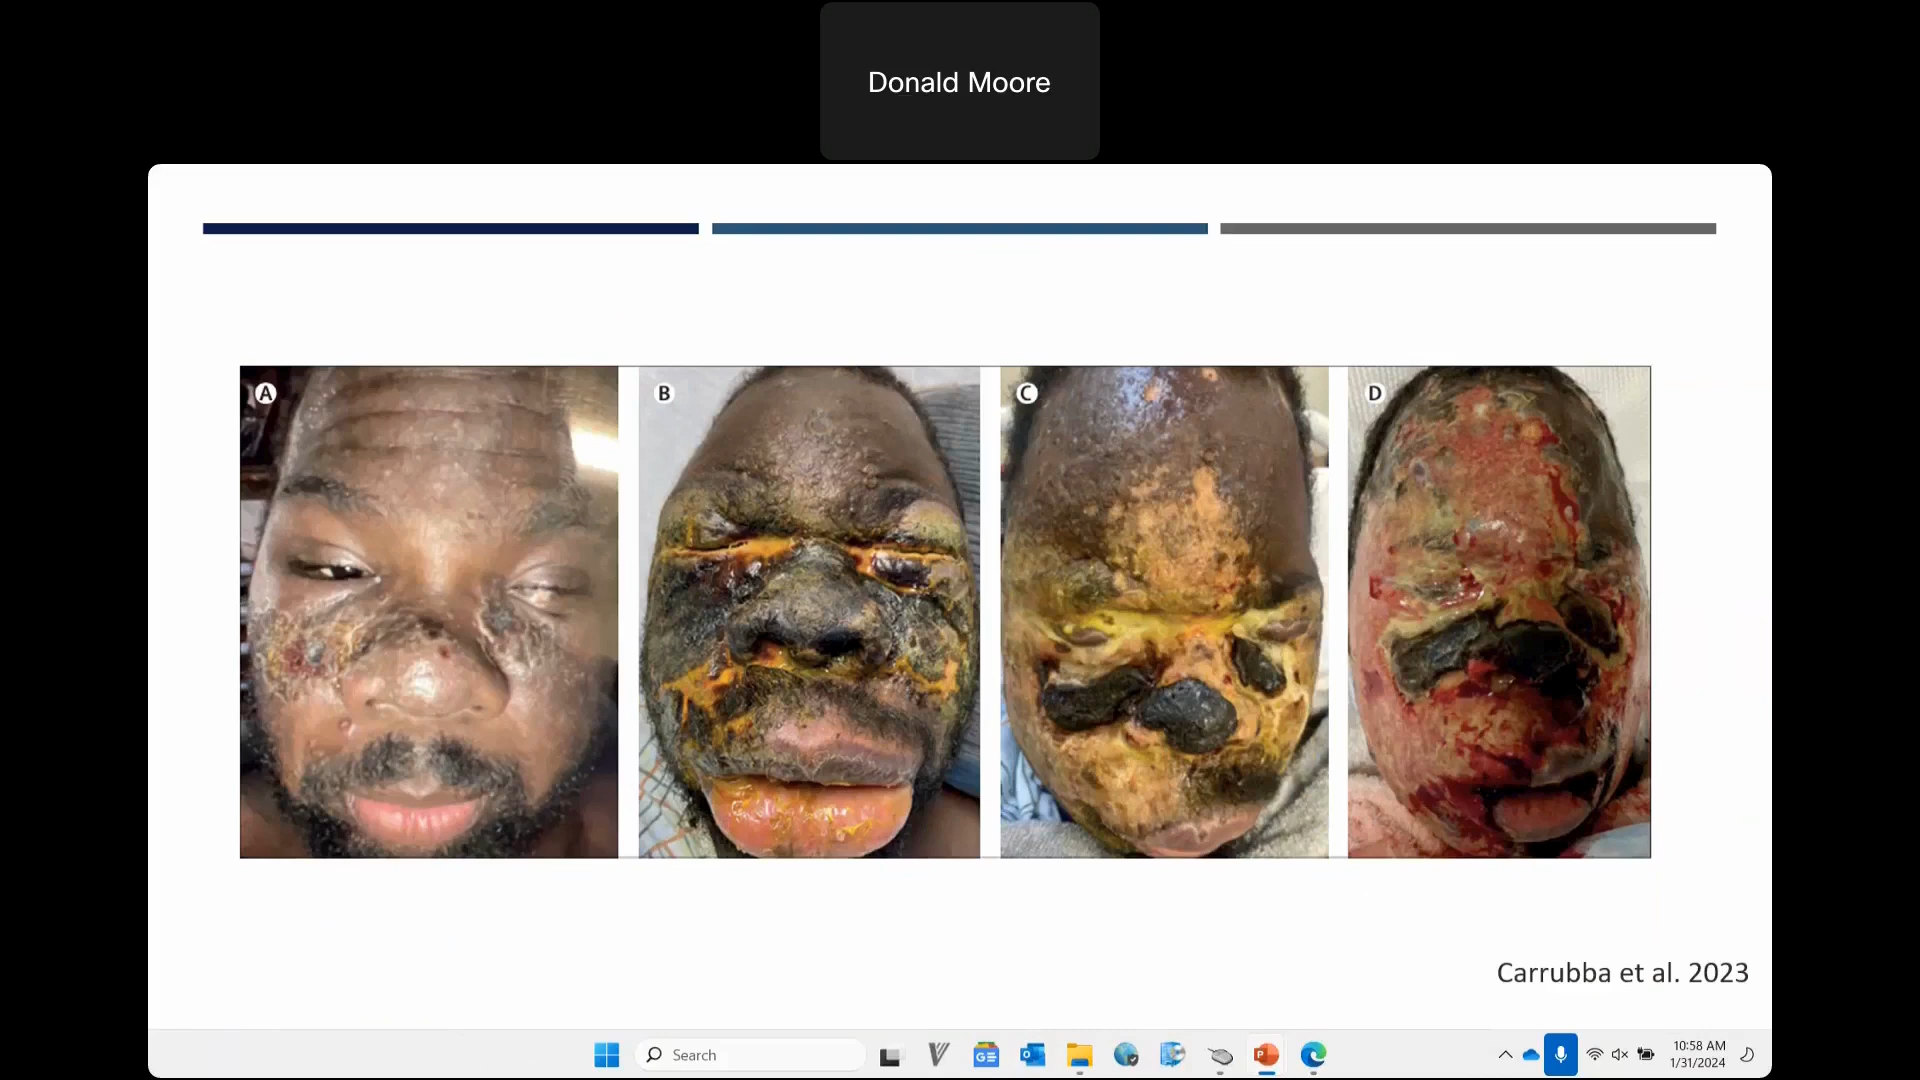 Donald Moore
A
B
C
D
Carrubba et al. 2023
Search
10:58 AM
1/31/2024